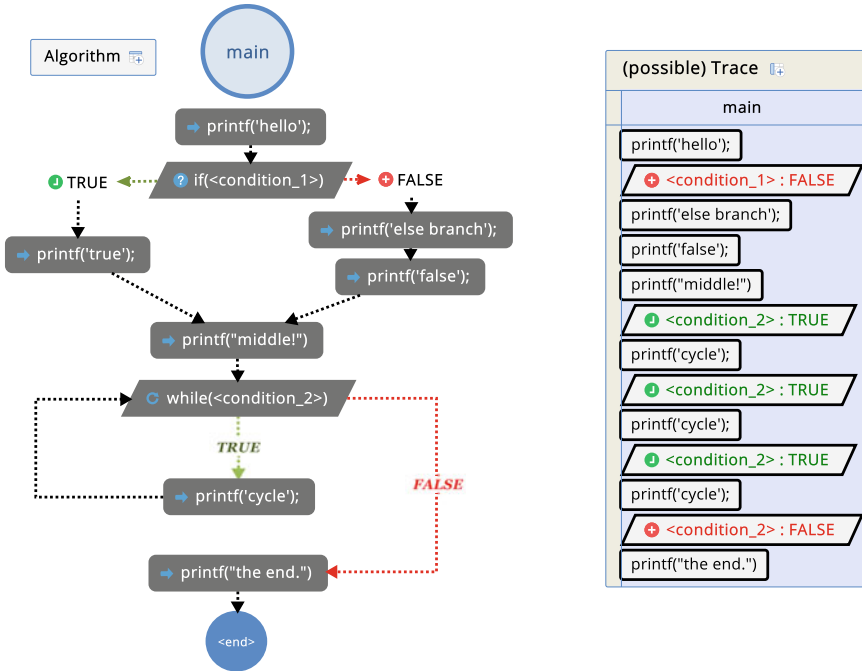 Algorithm
main
printf('hello');
if(<condition_1>)
TRUE
FALSE
printf('true');
printf('else branch');
printf('false');
printf("middle!")
while(<condition_2>)
TRUE
FALSE
printf('cycle');
printf("the end.")
<end>
(possible) Trace
main
printf('hello');
<condition_1> : FALSE
printf('else branch');
printf('false');
printf("middle!")
<condition_2> : TRUE
printf('cycle');
<condition_2> : TRUE
printf('cycle');
<condition_2> : TRUE
printf('cycle');
<condition_2> : FALSE
printf("the end.")